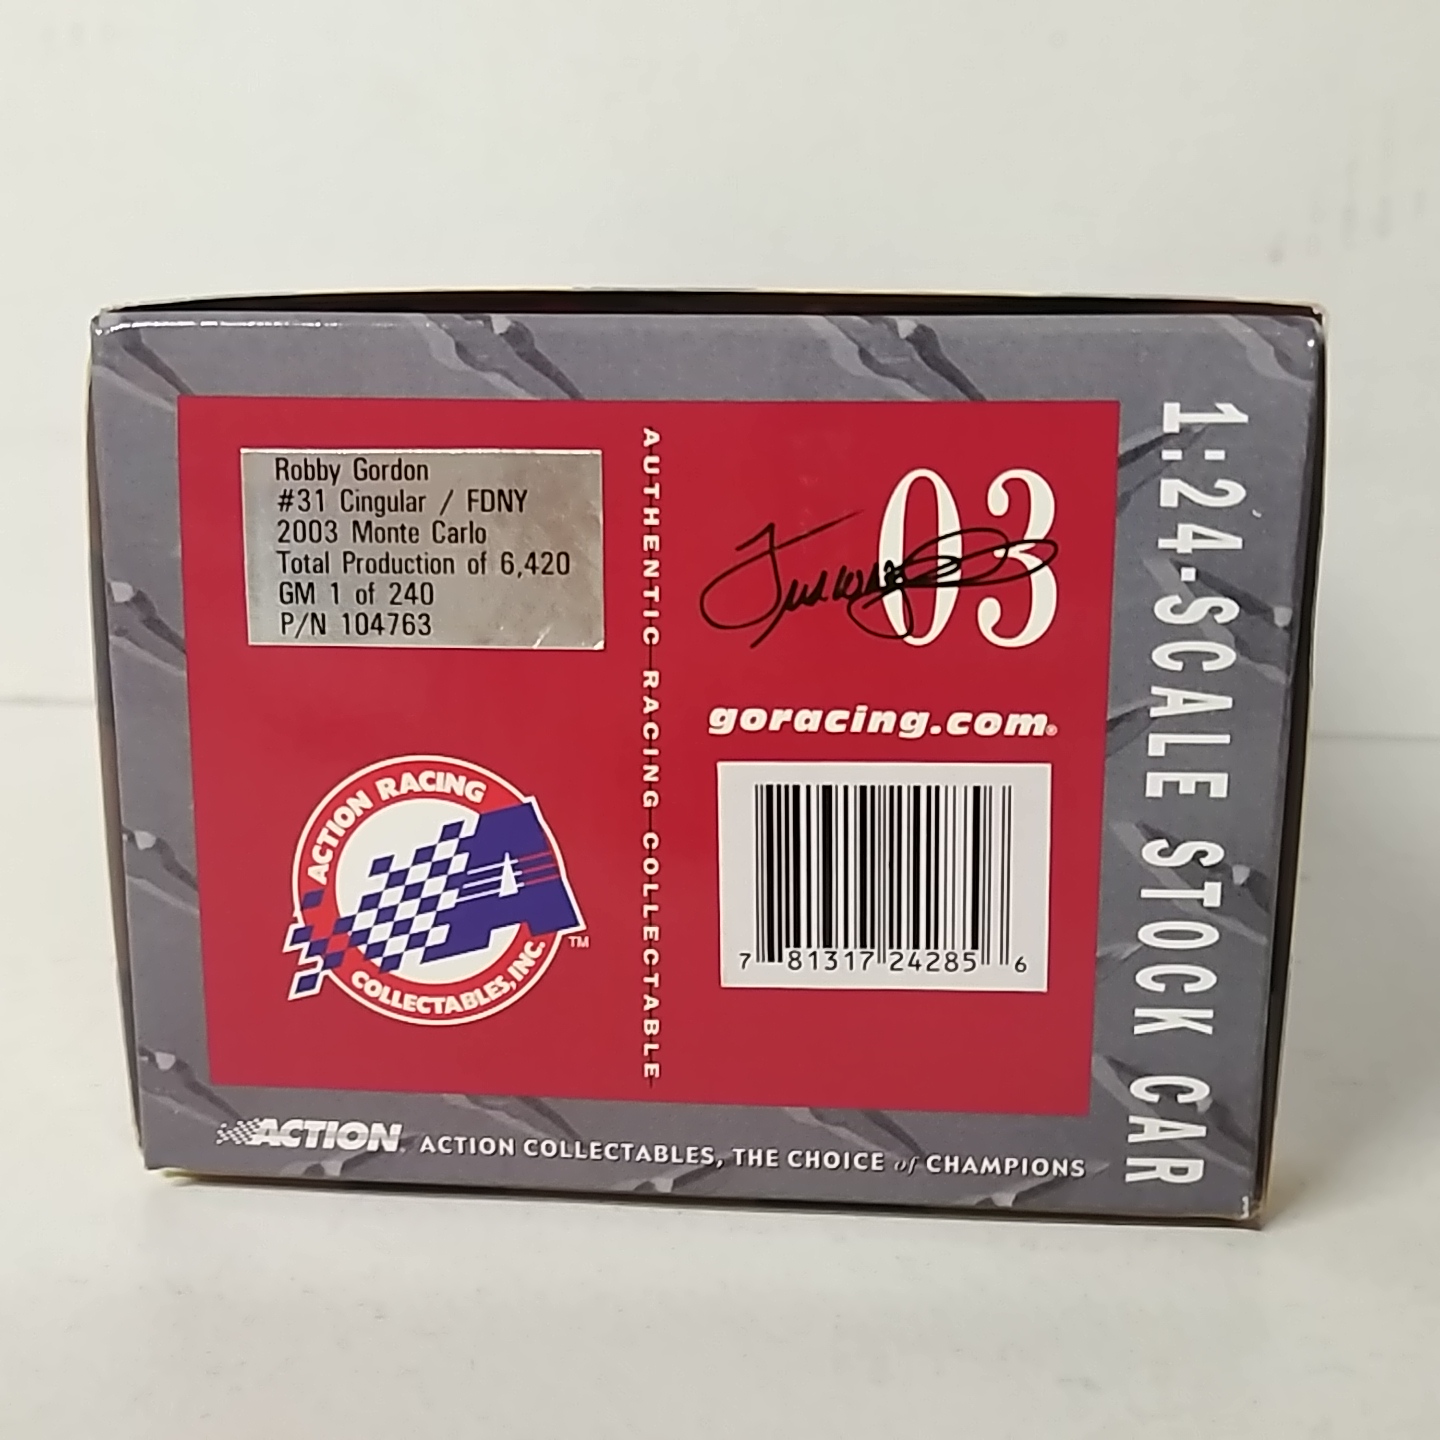 Robby Gordon
#31 Cingular / FDNY
2003 Monte Carlo
Total Production of 6,420
GM 1 of 240
P/N 104763
AUTHENTIC RACING COLLECTABLE
03
goracing.com®
7 81317 24285 6
ACTION RACING
COLLECTABLES, INC.
TM
1:24-SCALE STOCK CAR
ACTION
ACTION COLLECTABLES, THE CHOICE of CHAMPIONS